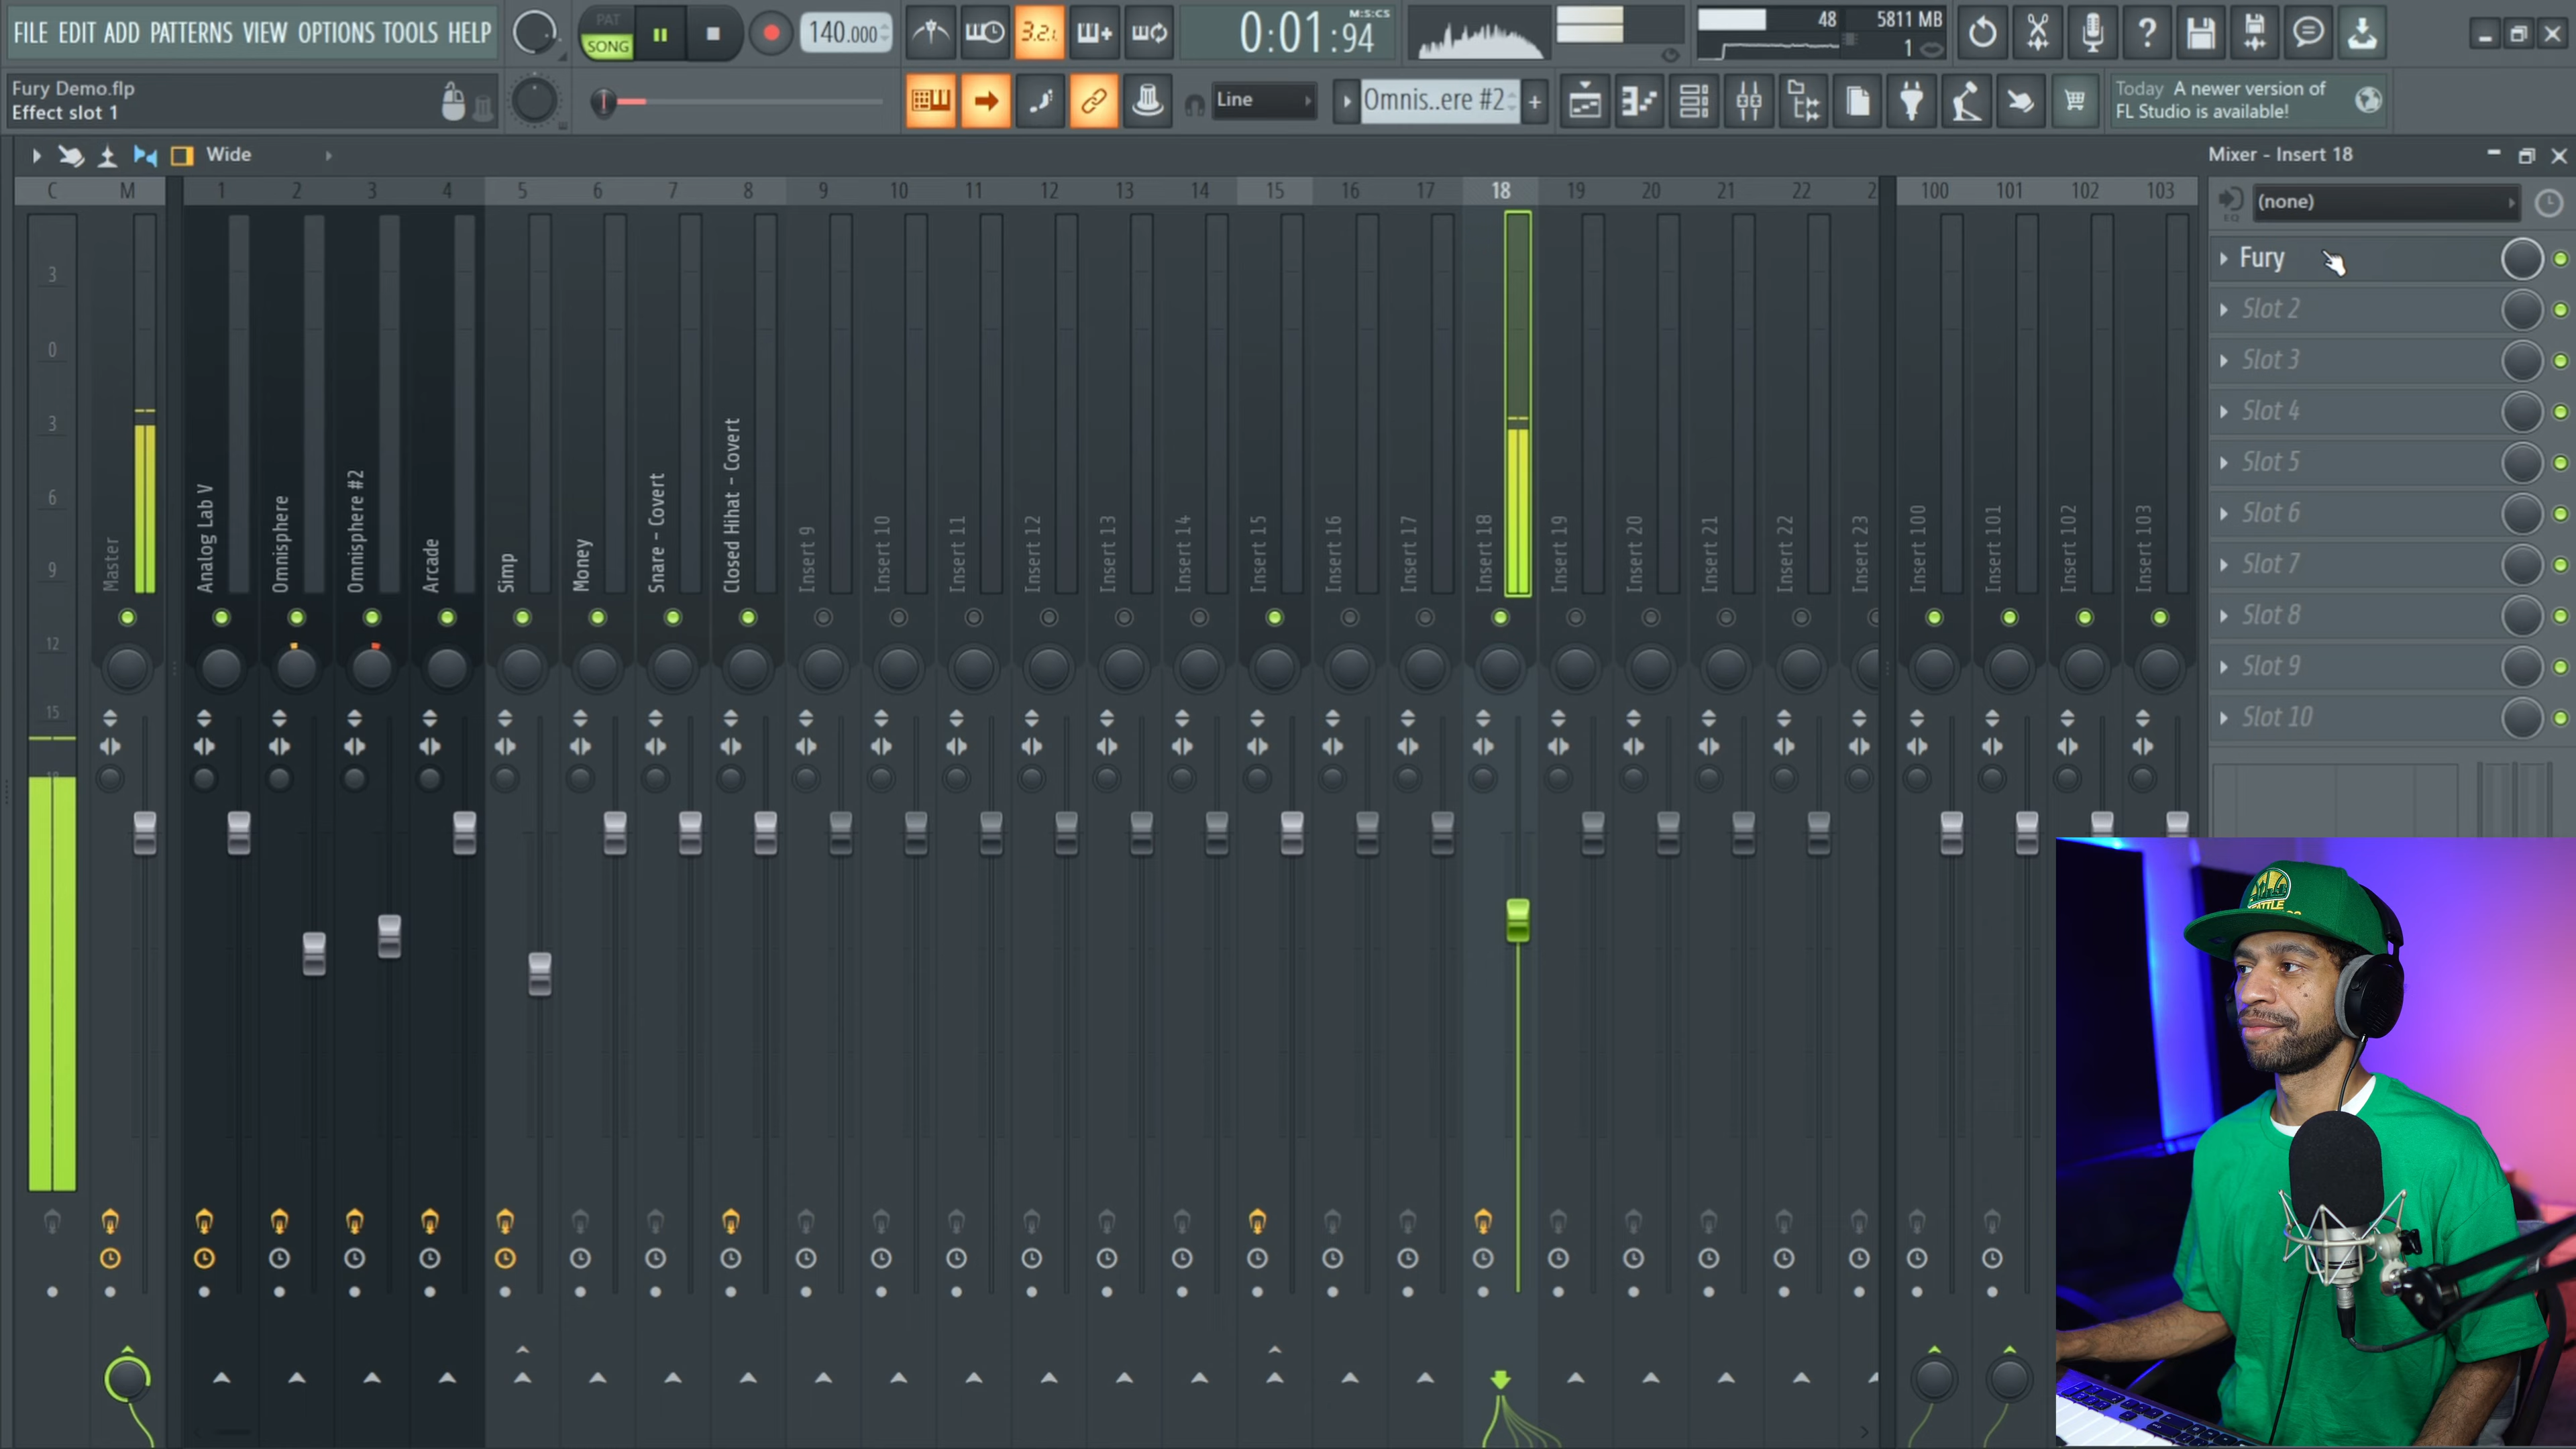 FILE EDIT ADD PATTERNS VIEW OPTIONS TOOLS HELP
PAT
SONG
140.000
3.2.1
M:S:CS
0:01:94
48
5811 MB
1
Fury Demo.flp
Effect slot 1
Line
Omnis..ere #2
Today A newer version of
FL Studio is available!
Wide
Mixer - Insert 18
C M 1 2 3 4 5 6 7 8 9 10 11 12 13 14 15 16 17 18 19 20 21 22 2 100 101 102 103
(none)
EQ
Fury
Slot 2
Slot 3
Slot 4
Slot 5
Slot 6
Slot 7
Slot 8
Slot 9
Slot 10
3
0
3
6
9
12
15
Master
Analog Lab V
Omnisphere
Omnisphere #2
Arcade
Simp
Money
Snare - Covert
Closed Hihat - Covert
Insert 9
Insert 10
Insert 11
Insert 12
Insert 13
Insert 14
Insert 15
Insert 16
Insert 17
Insert 18
Insert 19
Insert 20
Insert 21
Insert 22
Insert 23
Insert 100
Insert 101
Insert 102
Insert 103
SEATTLE